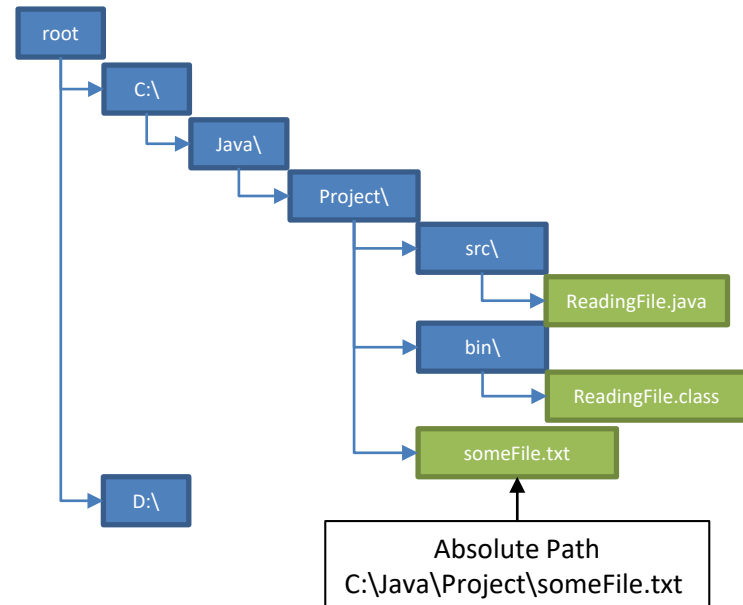 root
C:\
Java\
Project\
src\
ReadingFile.java
bin\
ReadingFile.class
someFile.txt
D:\
Absolute Path
C:\Java\Project\someFile.txt